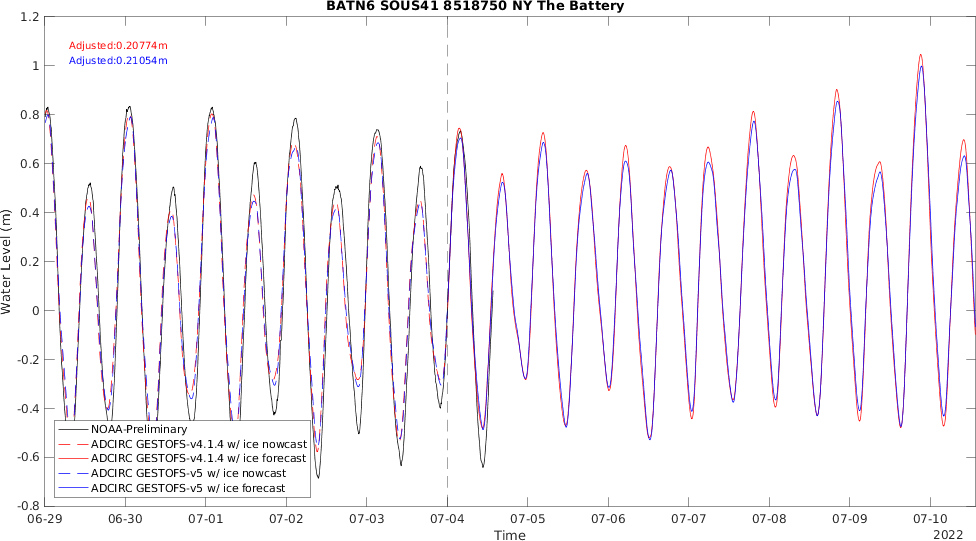 BATN6 SOUS41 8518750 NY The Battery
Adjusted:0.20774m
Adjusted:0.21054m
Water Level (m)
1.2
1
0.8
0.6
0.4
0.2
0
-0.2
-0.4
-0.6
-0.8
NOAA-Preliminary
ADCIRC GESTOFS-v4.1.4 w/ ice nowcast
ADCIRC GESTOFS-v4.1.4 w/ ice forecast
ADCIRC GESTOFS-v5 w/ ice nowcast
ADCIRC GESTOFS-v5 w/ ice forecast
06-29 06-30 07-01 07-02 07-03 07-04 07-05 07-06 07-07 07-08 07-09 07-10
Time
2022